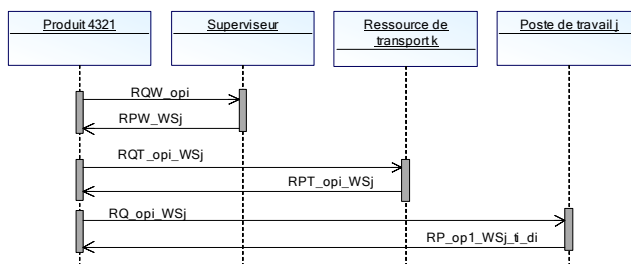 Produit 4321
Superviseur
Ressource de
transport k
Poste de travail j
RQW_opi
RPW_WSj
RQT_opi_WSj
RPT_opi_WSj
RQ_opi_WSj
RP_op1_WSj_ti_di